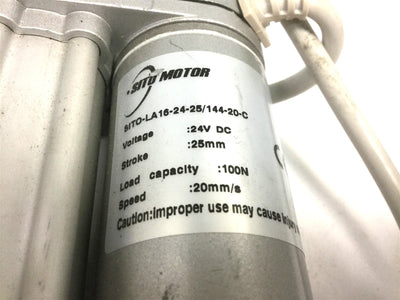 SITO MOTOR
SITO-LA16-24-25/144-20-C
Voltage :24V DC
Stroke :25mm
Load capacity :100N
Speed :20mm/s
Caution:Improper use may cause injury